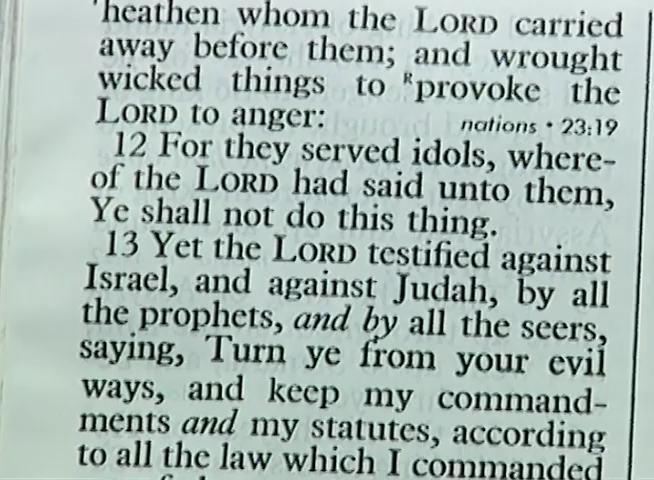 'heathen whom the LORD carried
away before them; and wrought
wicked things to ᴿprovoke the
LORD to anger: nations • 23:19
12 For they served idols, where-
of the LORD had said unto them,
Ye shall not do this thing.
13 Yet the LORD testified against
Israel, and against Judah, by all
the prophets, and by all the seers,
saying, Turn ye from your evil
ways, and keep my command-
ments and my statutes, according
to all the law which I commanded